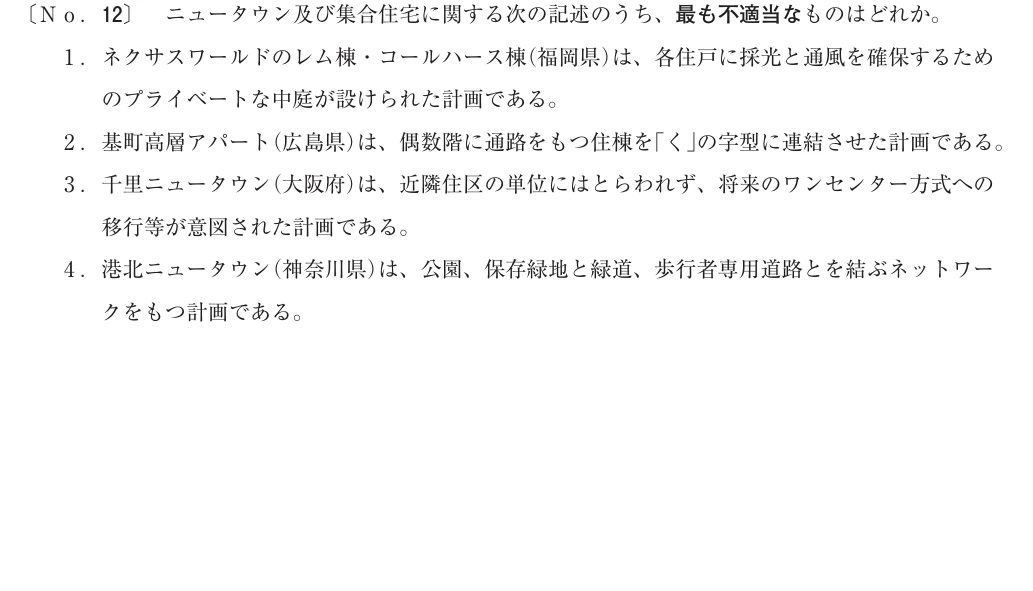 〔Ｎｏ．12〕　ニュータウン及び集合住宅に関する次の記述のうち、最も不適当なものはどれか。
１．ネクサスワールドのレム棟・コールハース棟(福岡県)は、各住戸に採光と通風を確保するため
のプライベートな中庭が設けられた計画である。
２．基町高層アパート(広島県)は、偶数階に通路をもつ住棟を「く」の字型に連結させた計画である。
３．千里ニュータウン(大阪府)は、近隣住区の単位にはとらわれず、将来のワンセンター方式への
移行等が意図された計画である。
４．港北ニュータウン(神奈川県)は、公園、保存緑地と緑道、歩行者専用道路とを結ぶネットワー
クをもつ計画である。